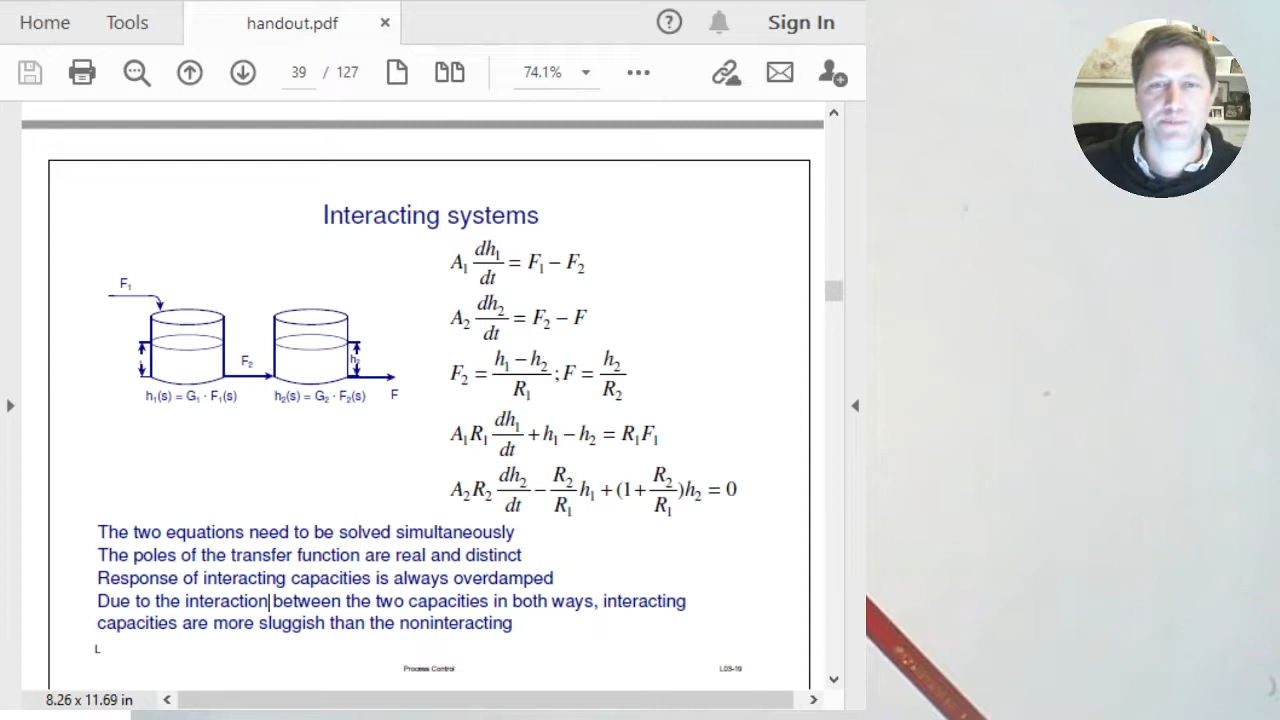 Home Tools handout.pdf × ? Sign In
39 / 127 74.1%
Interacting systems
A₁ dh₁/dt = F₁ − F₂
A₂ dh₂/dt = F₂ − F
F₂ = (h₁ − h₂)/R₁ ; F = h₂/R₂
A₁R₁ dh₁/dt + h₁ − h₂ = R₁F₁
A₂R₂ dh₂/dt − R₂/R₁ h₁ + (1 + R₂/R₁)h₂ = 0
F₁
F₂
h₂
F
h₁(s) = G₁ · F₁(s) h₂(s) = G₂ · F₂(s)
The two equations need to be solved simultaneously
The poles of the transfer function are real and distinct
Response of interacting capacities is always overdamped
Due to the interaction between the two capacities in both ways, interacting
capacities are more sluggish than the noninteracting
L
Process Control L03-19
8.26 x 11.69 in